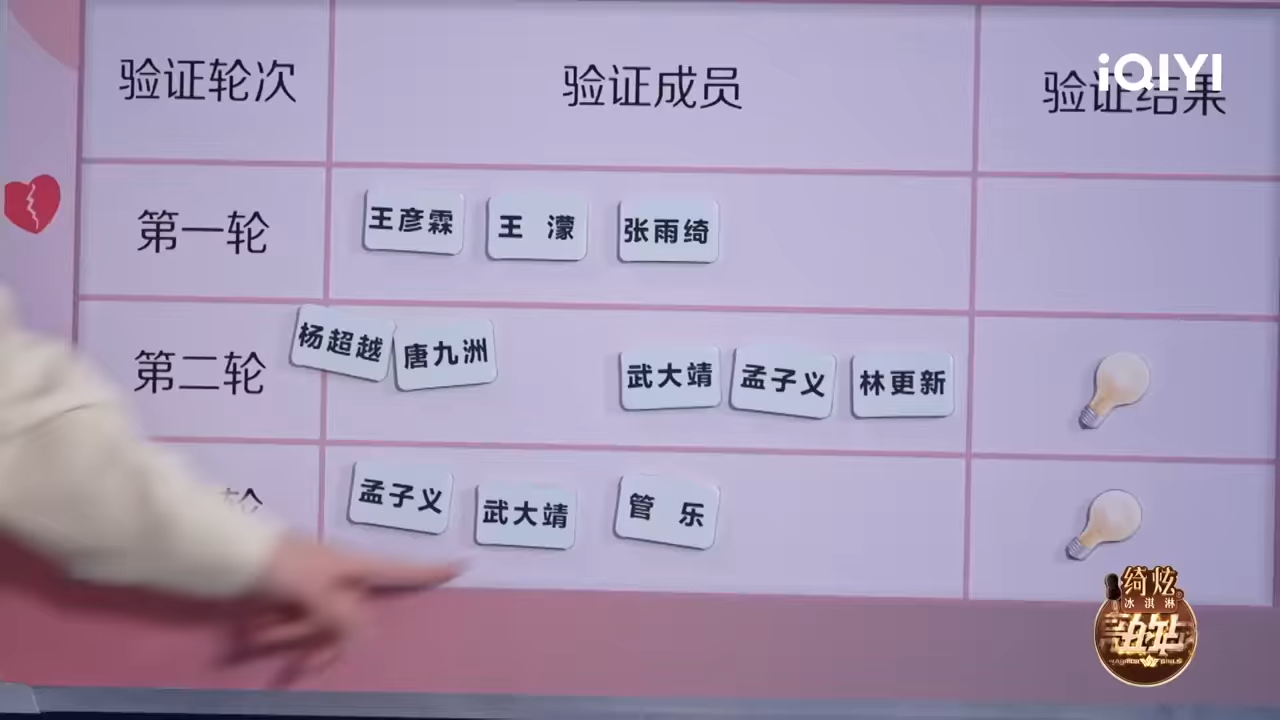 iQIYI
验证轮次 验证成员 验证结果
第一轮 王彦霖 王 濛 张雨绮
第二轮 杨超越 唐九洲 武大靖 孟子义 林更新
轮 孟子义 武大靖 管 乐
绮炫
冰淇淋